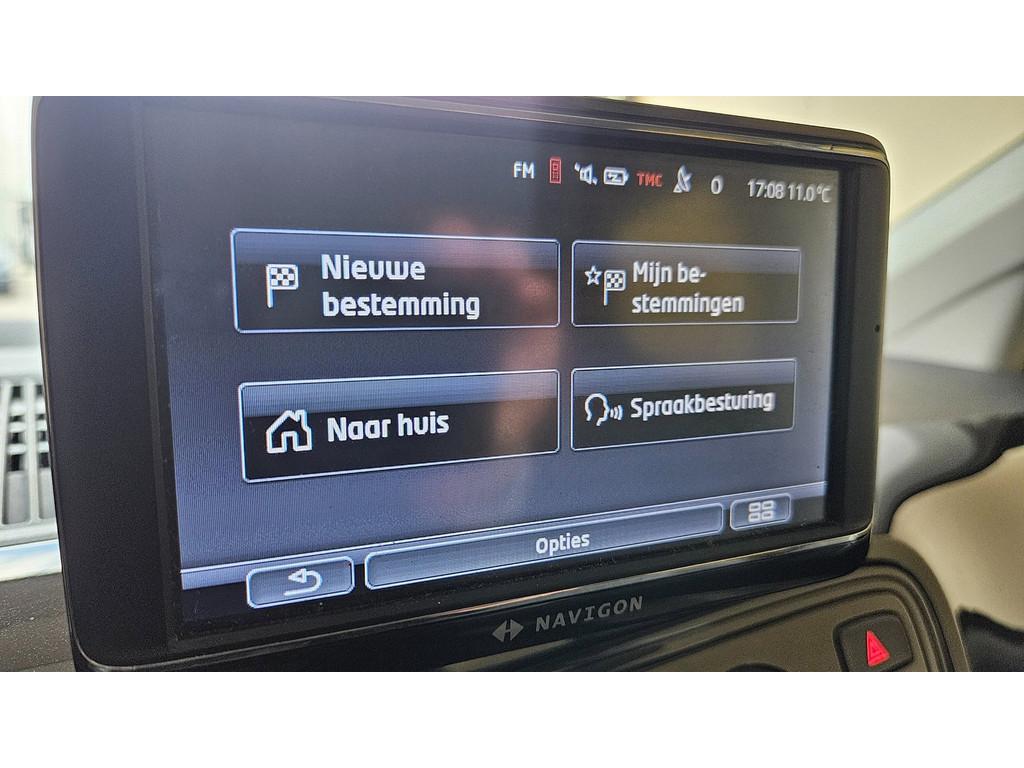 FM TMC 0 17:08 11.0°C
Nieuwe
bestemming
Mijn be-
stemmingen
Naar huis
Spraakbesturing
Opties
NAVIGON